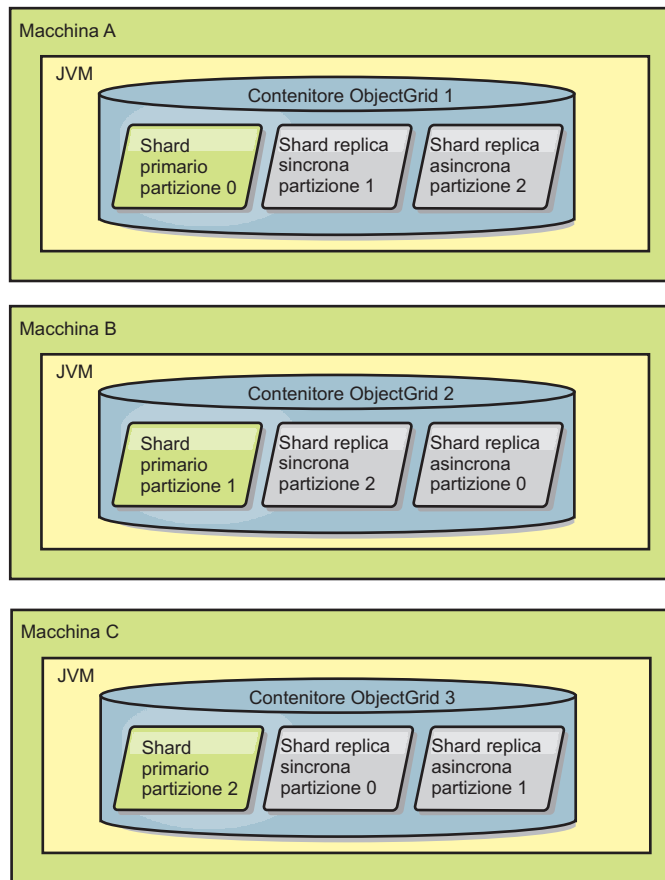 Macchina A
JVM
Contenitore ObjectGrid 1
Shard
primario
partizione 0
Shard replica
sincrona
partizione 1
Shard replica
asincrona
partizione 2
Macchina B
JVM
Contenitore ObjectGrid 2
Shard
primario
partizione 1
Shard replica
sincrona
partizione 2
Shard replica
asincrona
partizione 0
Macchina C
JVM
Contenitore ObjectGrid 3
Shard
primario
partizione 2
Shard replica
sincrona
partizione 0
Shard replica
asincrona
partizione 1